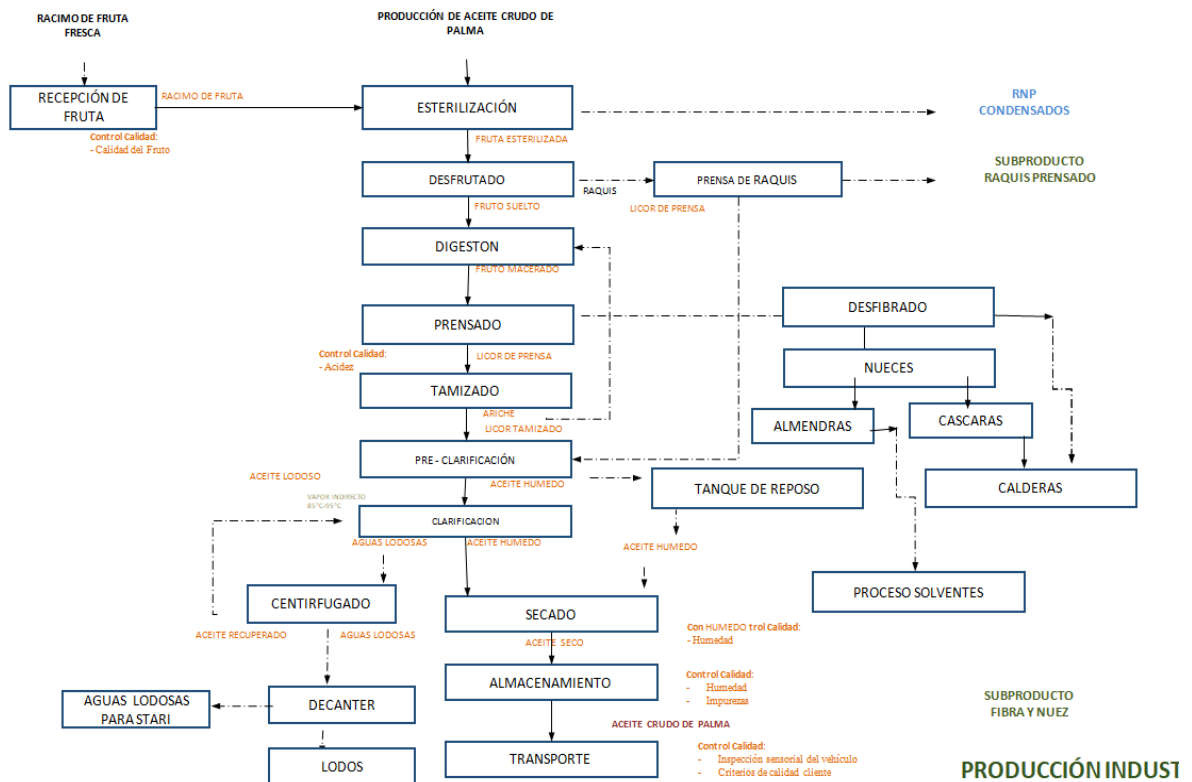 RACIMO DE FRUTA
FRESCA
PRODUCCIÓN DE ACEITE CRUDO DE
PALMA
RECEPCIÓN DE
FRUTA
RACIMO DE FRUTA
ESTERILIZACIÓN
RNP
CONDENSADOS
Control Calidad:
- Calidad del Fruto
FRUTA ESTERILIZADA
DESFRUTADO
RAQUIS
PRENSA DE RAQUIS
SUBPRODUCTO
RAQUIS PRENSADO
FRUTO SUELTO
LICOR DE PRENSA
DIGESTON
FRUTO MACERADO
DESFIBRADO
PRENSADO
Control Calidad:
- Acidez
LICOR DE PRENSA
NUECES
TAMIZADO
ARICHE
LICOR TAMIZADO
ALMENDRAS
CASCARAS
PRE - CLARIFICACIÓN
ACEITE LODOSO
ACEITE HUMEDO
TANQUE DE REPOSO
CALDERAS
VAPOR INDIRECTO
85°C-95°C
CLARIFICACION
AGUAS LODOSAS
ACEITE HUMEDO
ACEITE HUMEDO
CENTIRFUGADO
SECADO
PROCESO SOLVENTES
ACEITE RECUPERADO
AGUAS LODOSAS
ACEITE SECO
Con HUMEDO trol Calidad:
- Humedad
ALMACENAMIENTO
Control Calidad:
- Humedad
- Impurezas
AGUAS LODOSAS
PARA STARI
DECANTER
SUBPRODUCTO
FIBRA Y NUEZ
ACEITE CRUDO DE PALMA
LODOS
TRANSPORTE
Control Calidad:
- Inspección sensorial del vehículo
- Criterios de calidad cliente
PRODUCCIÓN INDUST